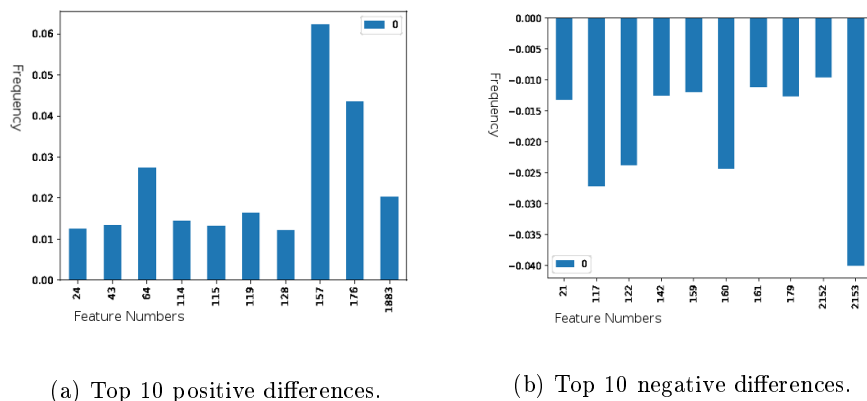 0.06
0.05
0.04
0.03
0.02
0.01
0.00
Frequency
0
24 43 64 114 115 119 128 157 176 1883
Feature Numbers
(a) Top 10 positive differences.
0.000
−0.005
−0.010
−0.015
−0.020
−0.025
−0.030
−0.035
−0.040
Frequency
0
21 117 122 142 159 160 161 179 2152 2153
Feature Numbers
(b) Top 10 negative differences.